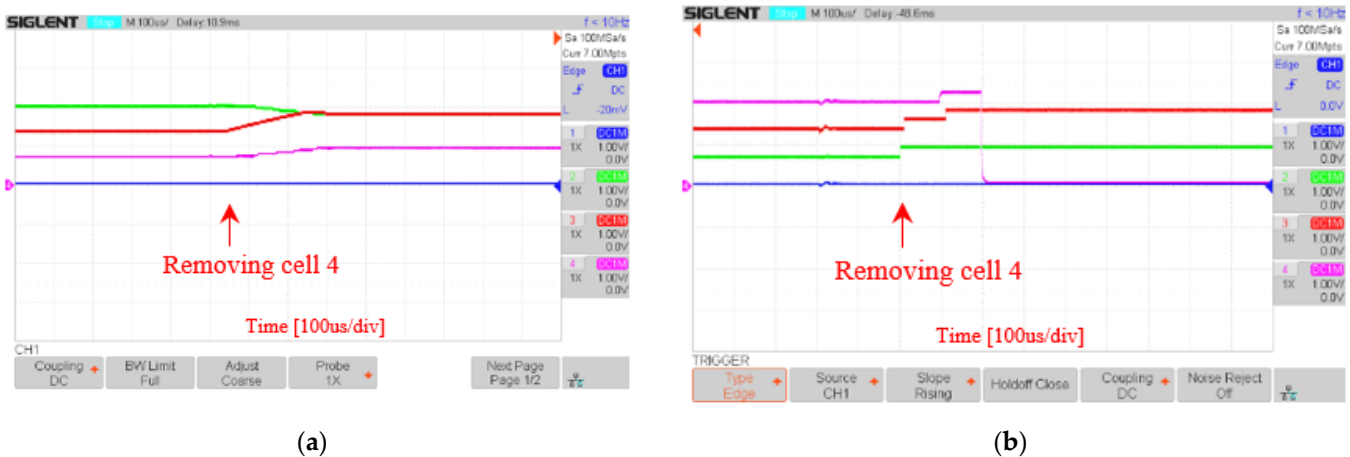 SIGLENT Stop M 100us/ Delay:10.9ms f < 10Hz
Sa 100MSa/s
Curr 7.00Mpts
Edge CH1
DC
L -20mV
1 DC1M
1X 1.00V/
0.0V
2 DC1M
1X 1.00V/
0.0V
3 DC1M
1X 1.00V/
0.0V
4 DC1M
1X 1.00V/
0.0V
4
Removing cell 4
Time [100us/div]
CH1
Coupling DC
BW Limit Full
Adjust Coarse
Probe 1X
Next Page Page 1/2
(a)
SIGLENT Stop M 100us/ Delay:-48.6ms f < 10Hz
Sa 100MSa/s
Curr 7.00Mpts
Edge CH1
DC
L 0.0V
1 DC1M
1X 1.00V/
0.0V
2 DC1M
1X 1.00V/
0.0V
3 DC1M
1X 1.00V/
0.0V
4 DC1M
1X 1.00V/
0.0V
4
Removing cell 4
Time [100us/div]
TRIGGER
Type Edge
Source CH1
Slope Rising
Holdoff Close
Coupling DC
Noise Reject Off
(b)